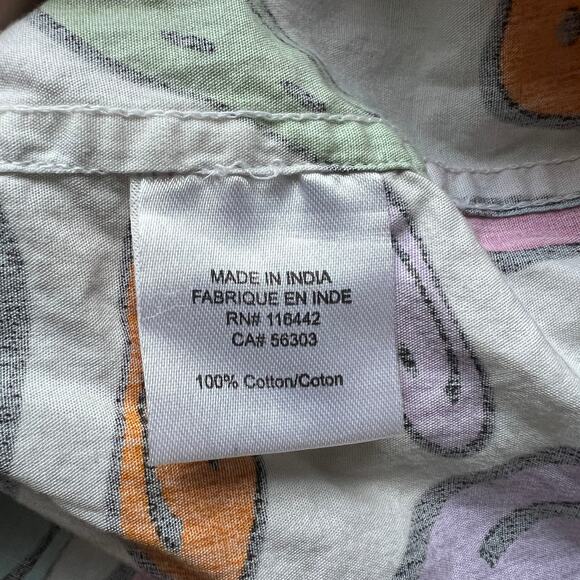 MADE IN INDIA
FABRIQUE EN INDE
RN# 116442
CA# 56303
100% Cotton/Coton